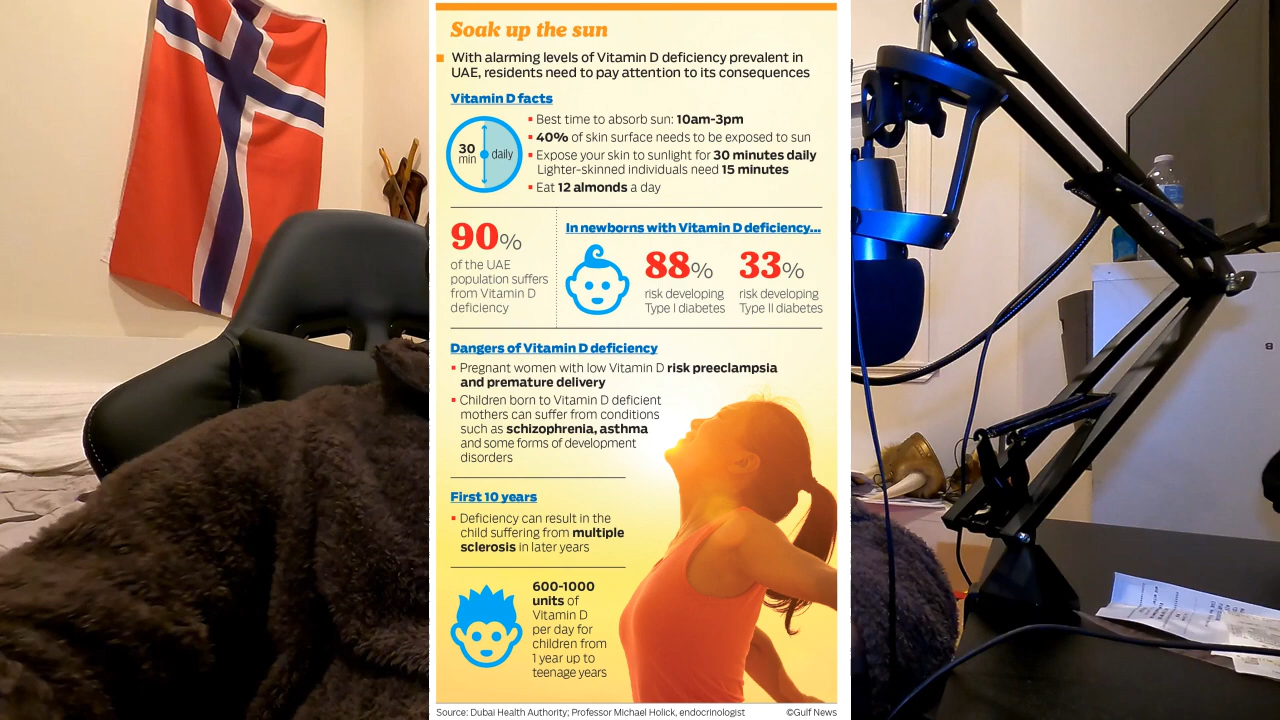 Soak up the sun
With alarming levels of Vitamin D deficiency prevalent in
UAE, residents need to pay attention to its consequences
Vitamin D facts
30 min daily
Best time to absorb sun: 10am-3pm
40% of skin surface needs to be exposed to sun
Expose your skin to sunlight for 30 minutes daily
Lighter-skinned individuals need 15 minutes
Eat 12 almonds a day
90%
of the UAE
population suffers
from Vitamin D
deficiency
In newborns with Vitamin D deficiency...
88%
risk developing
Type I diabetes
33%
risk developing
Type II diabetes
Dangers of Vitamin D deficiency
Pregnant women with low Vitamin D risk preeclampsia
and premature delivery
Children born to Vitamin D deficient
mothers can suffer from conditions
such as schizophrenia, asthma
and some forms of development
disorders
First 10 years
Deficiency can result in the
child suffering from multiple
sclerosis in later years
600-1000
units of
Vitamin D
per day for
children from
1 year up to
teenage years
Source: Dubai Health Authority; Professor Michael Holick, endocrinologist
©Gulf News